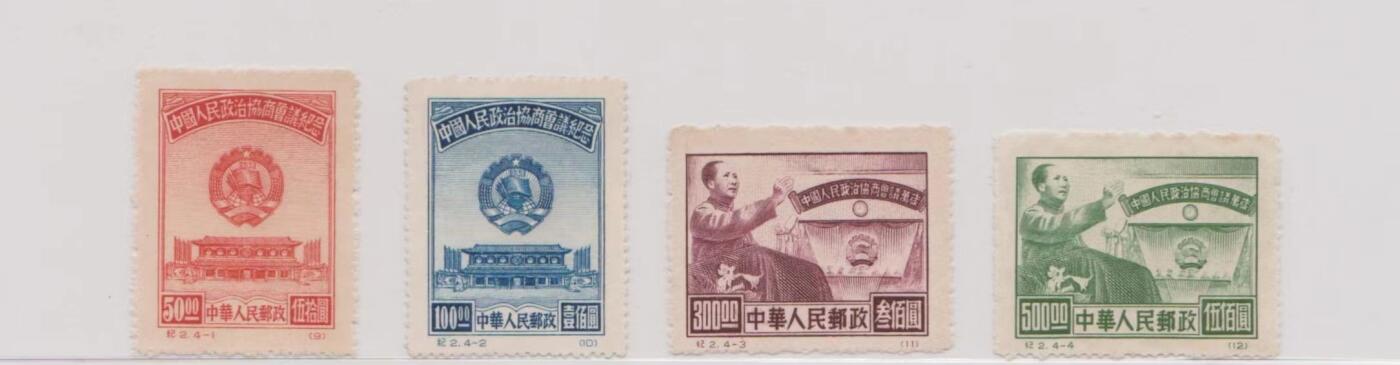 中國人民政治協商會議紀念
50.00 中華人民郵政 伍拾圓
紀 2. 4-1 (9)
中國人民政治協商會議紀念
100.00 中華人民郵政 壹佰圓
紀 2. 4-2 (10)
中國人民政治協商會議萬歲
300.00 中華人民郵政 叁佰圓
紀 2. 4-3 (11)
中國人民政治協商會議萬歲
500.00 中華人民郵政 伍佰圓
紀 2. 4-4 (12)